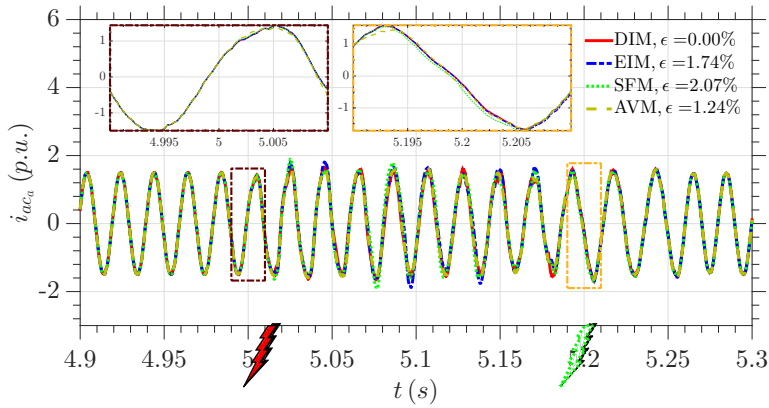 6
4
2
0
-2
i_{ac_a} (p.u.)
1
0
-1
4.995
5
5.005
1
0
-1
5.195
5.2
5.205
DIM, ϵ =0.00%
EIM, ϵ =1.74%
SFM, ϵ =2.07%
AVM, ϵ =1.24%
4.9 4.95 5.05 5.1 5.15 5.2 5.25 5.3
t (s)